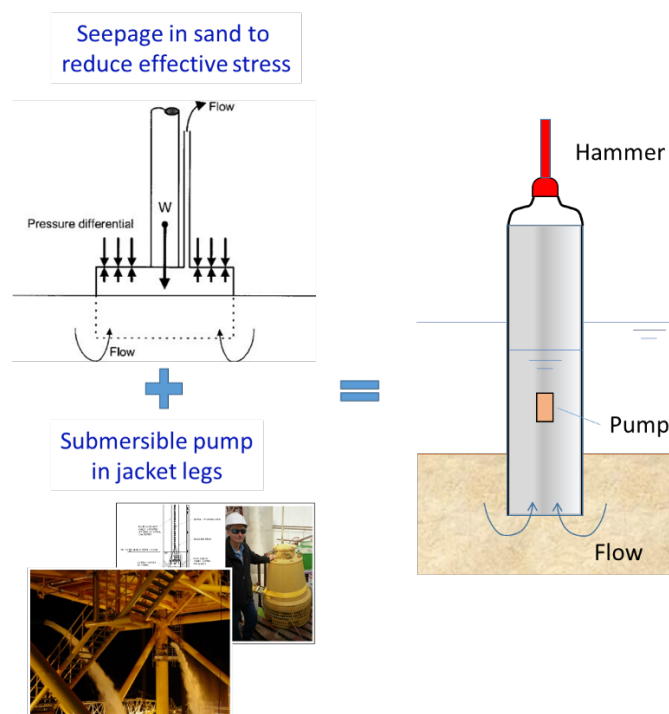 Seepage in sand to
reduce effective stress
Flow
W
Pressure differential
Flow
Submersible pump
in jacket legs
Hammer
Pump
Flow